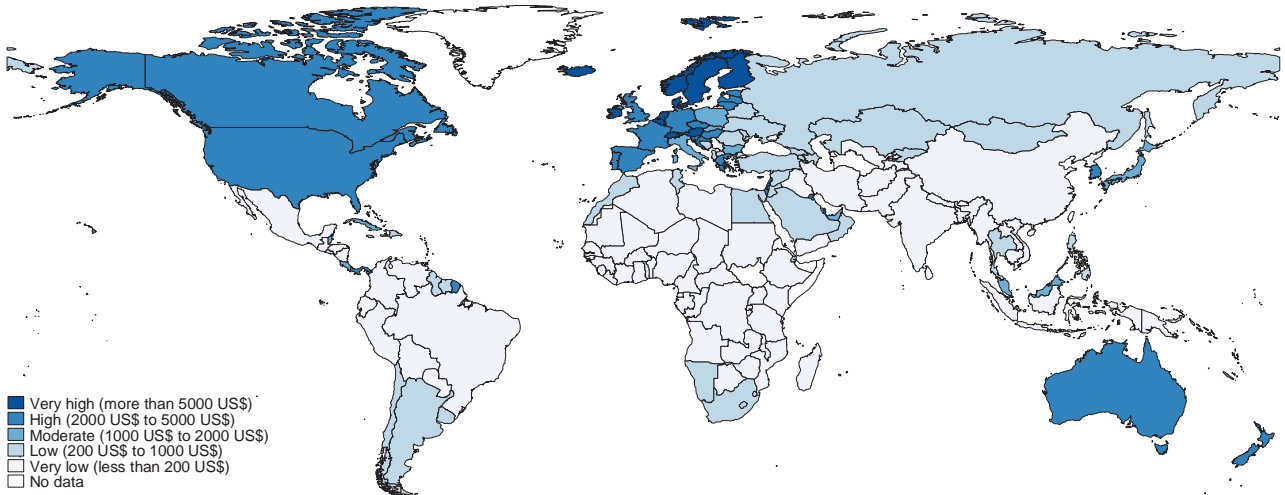 Very high (more than 5000 US$)
High (2000 US$ to 5000 US$)
Moderate (1000 US$ to 2000 US$)
Low (200 US$ to 1000 US$)
Very low (less than 200 US$)
No data